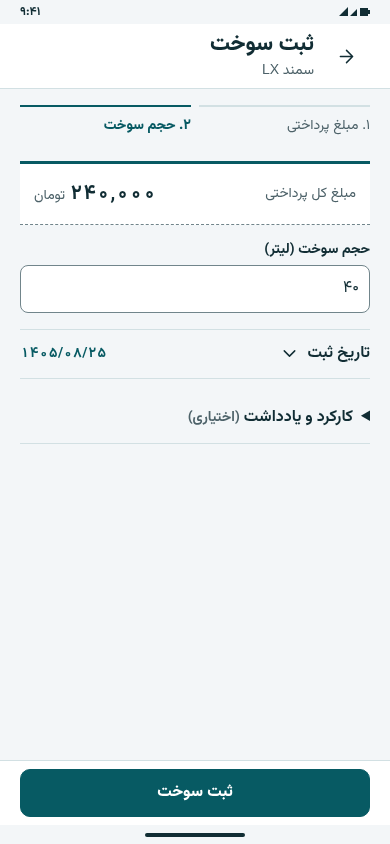 ۹:۴۱
ثبت سوخت
سمند LX
۱. مبلغ پرداختی
۲. حجم سوخت
مبلغ کل پرداختی
۲۴۰,۰۰۰ تومان
حجم سوخت (لیتر)
۴۰
تاریخ ثبت
۱۴۰۵/۰۸/۲۵
کارکرد و یادداشت (اختیاری)
ثبت سوخت